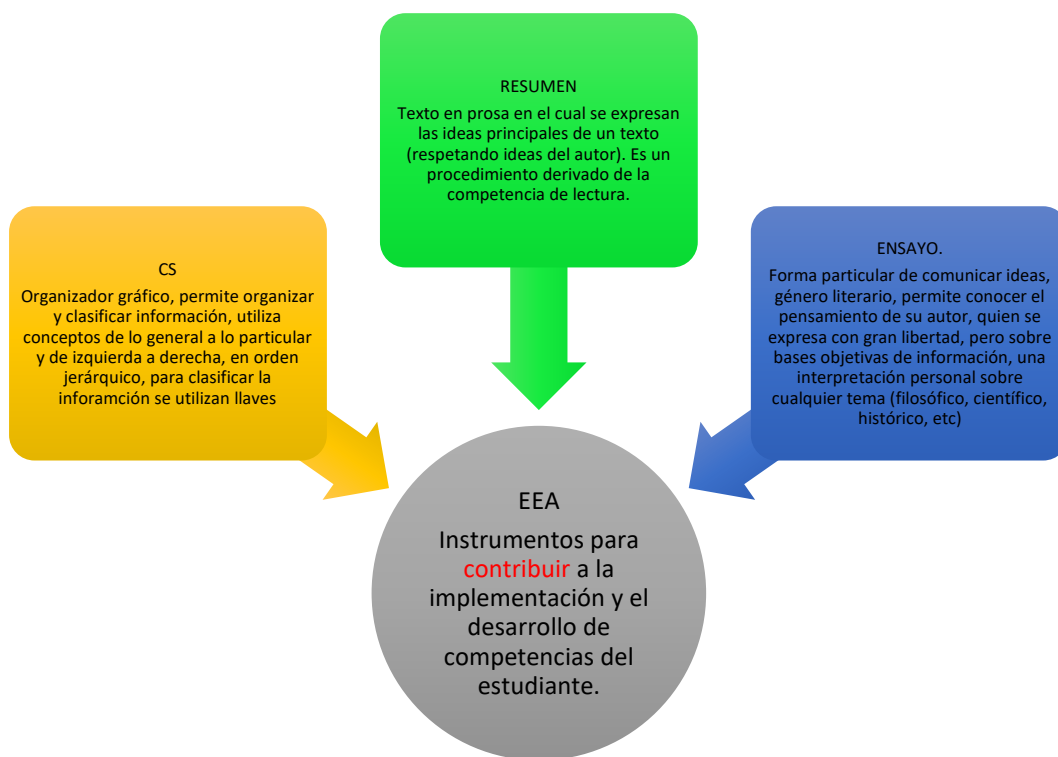 RESUMEN
Texto en prosa en el cual se expresan
las ideas principales de un texto
(respetando ideas del autor). Es un
procedimiento derivado de la
competencia de lectura.
CS
Organizador gráfico, permite organizar
y clasificar información, utiliza
conceptos de lo general a lo particular
y de izquierda a derecha, en orden
jerárquico, para clasificar la
inforamción se utilizan llaves
ENSAYO.
Forma particular de comunicar ideas,
género literario, permite conocer el
pensamiento de su autor, quien se
expresa con gran libertad, pero sobre
bases objetivas de información, una
interpretación personal sobre
cualquier tema (filosófico, científico,
histórico, etc)
EEA
Instrumentos para
contribuir a la
implementación y el
desarrollo de
competencias del
estudiante.